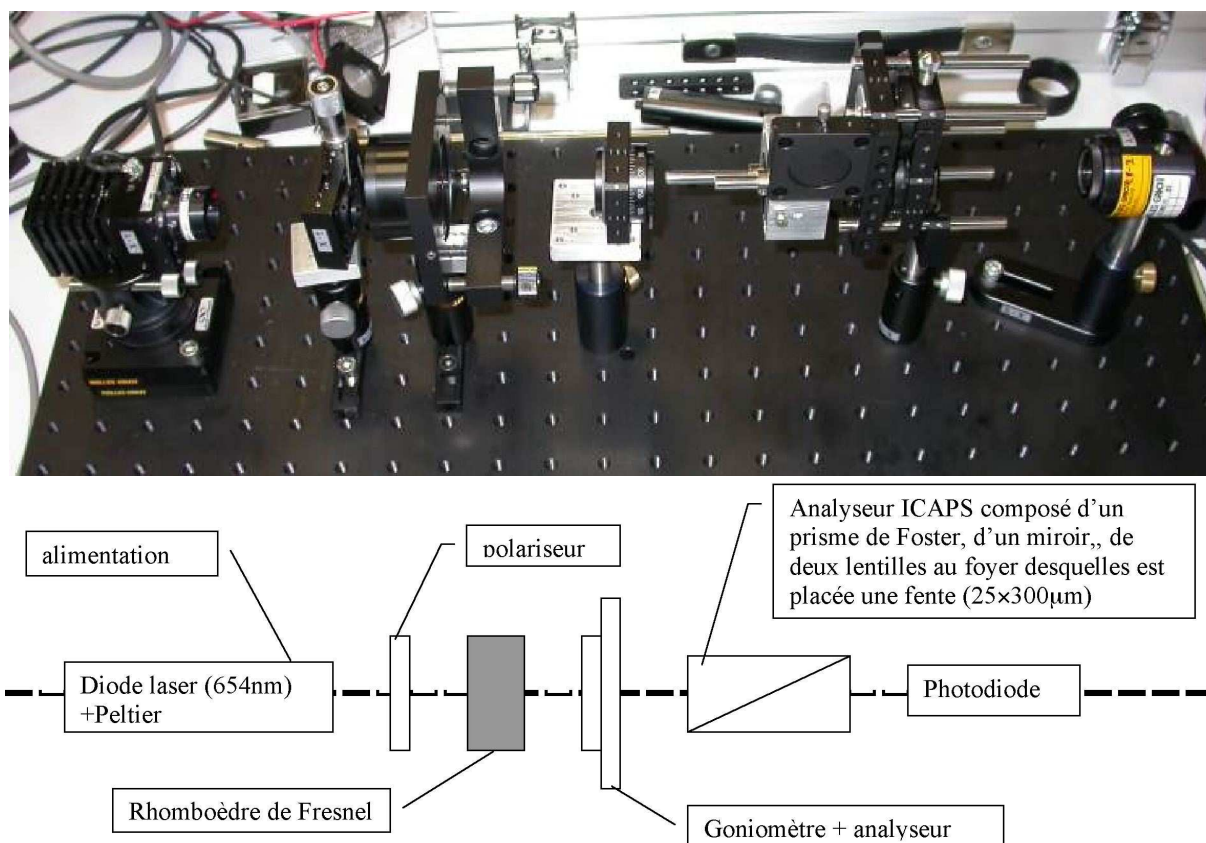 Analyseur ICAPS composé d'un
prisme de Foster, d'un miroir,, de
deux lentilles au foyer desquelles est
placée une fente (25×300μm)
alimentation
polariseur
Diode laser (654nm)
+Peltier
Photodiode
Rhomboèdre de Fresnel
Goniomètre + analyseur